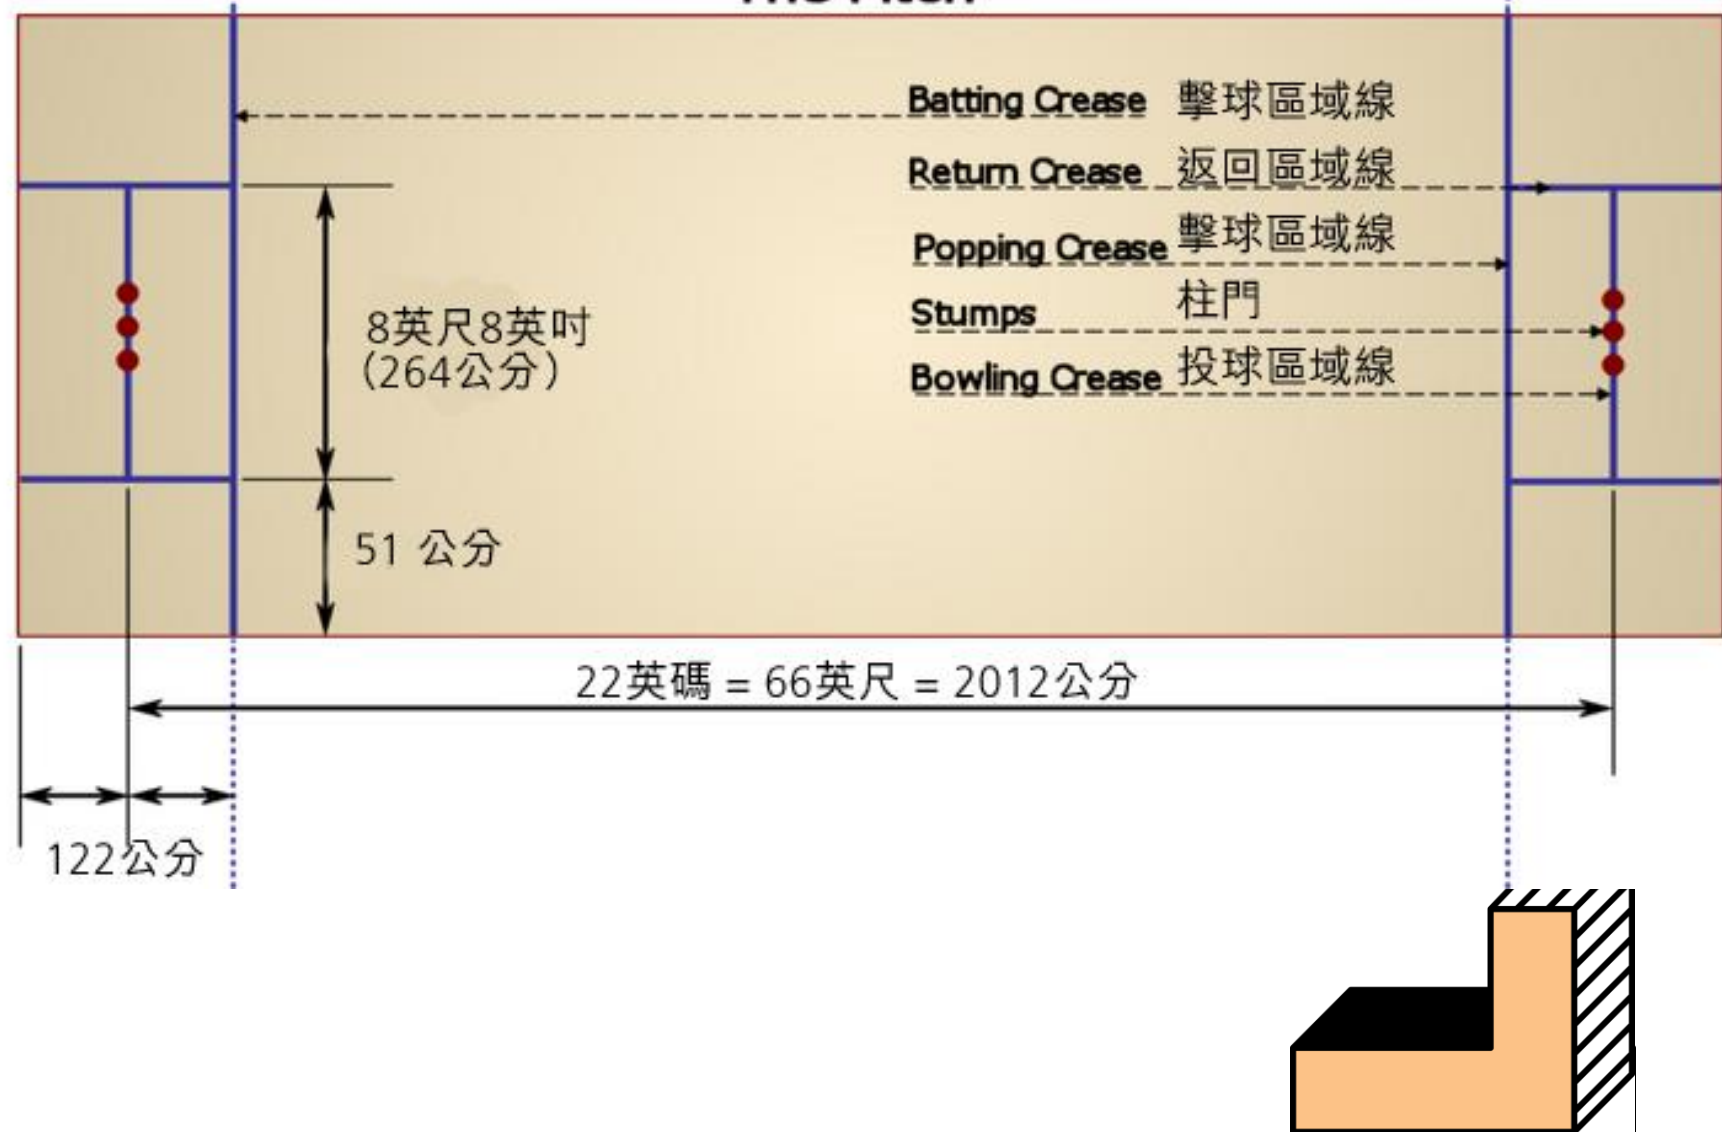 Batting Crease 擊球區域線
Return Crease 返回區域線
Popping Crease 擊球區域線
Stumps 柱門
Bowling Crease 投球區域線
8英尺8英吋
(264公分)
51 公分
22英碼 = 66英尺 = 2012公分
122公分